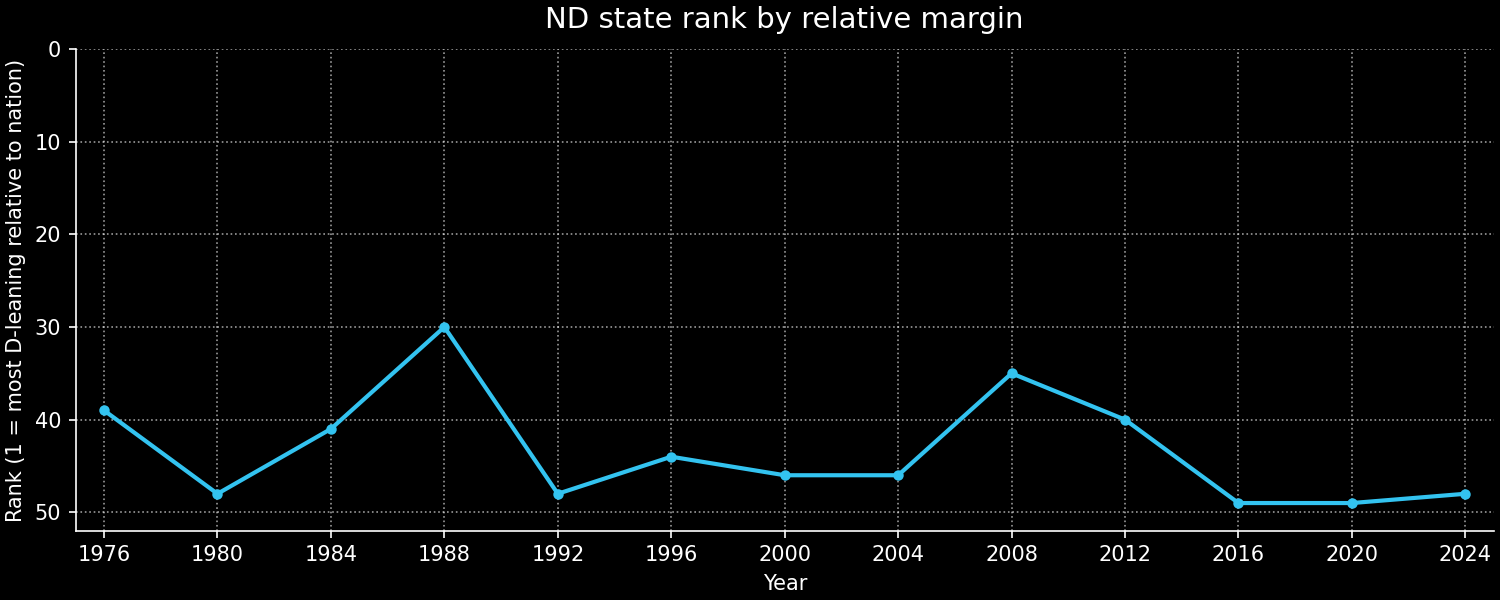 ND state rank by relative margin
Rank (1 = most D-leaning relative to nation)
0
10
20
30
40
50
1976 1980 1984 1988 1992 1996 2000 2004 2008 2012 2016 2020 2024
Year